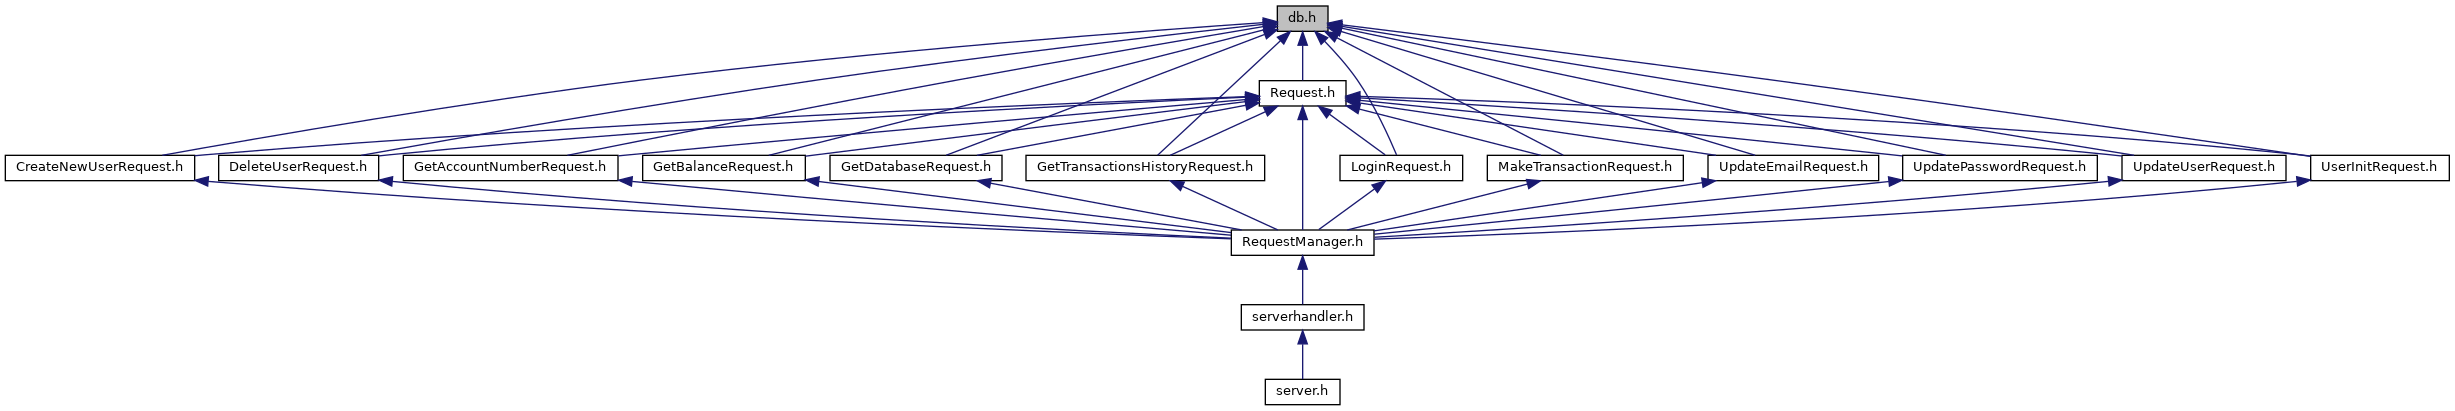 db.h
Request.h
CreateNewUserRequest.h
DeleteUserRequest.h
GetAccountNumberRequest.h
GetBalanceRequest.h
GetDatabaseRequest.h
GetTransactionsHistoryRequest.h
LoginRequest.h
MakeTransactionRequest.h
UpdateEmailRequest.h
UpdatePasswordRequest.h
UpdateUserRequest.h
UserInitRequest.h
RequestManager.h
serverhandler.h
server.h